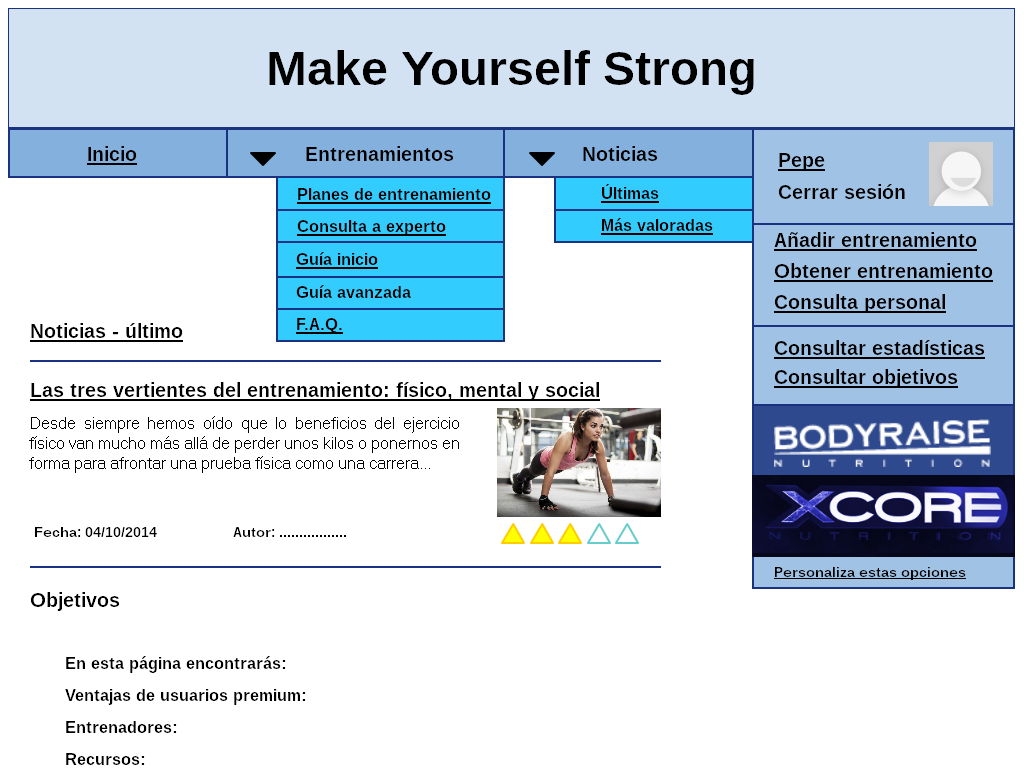 Make Yourself Strong
Inicio
Entrenamientos
Noticias
Pepe
Cerrar sesión
Planes de entrenamiento
Consulta a experto
Guía inicio
Guía avanzada
F.A.Q.
Últimas
Más valoradas
Añadir entrenamiento
Obtener entrenamiento
Consulta personal
Consultar estadísticas
Consultar objetivos
BODYRAISE
NUTRITION
XCORE
NUTRITION
Personaliza estas opciones
Noticias - último
Las tres vertientes del entrenamiento: físico, mental y social
Desde siempre hemos oído que lo beneficios del ejercicio
físico van mucho más allá de perder unos kilos o ponernos en
forma para afrontar una prueba física como una carrera...
Fecha: 04/10/2014
Autor: .................
Objetivos
En esta página encontrarás:
Ventajas de usuarios premium:
Entrenadores:
Recursos: